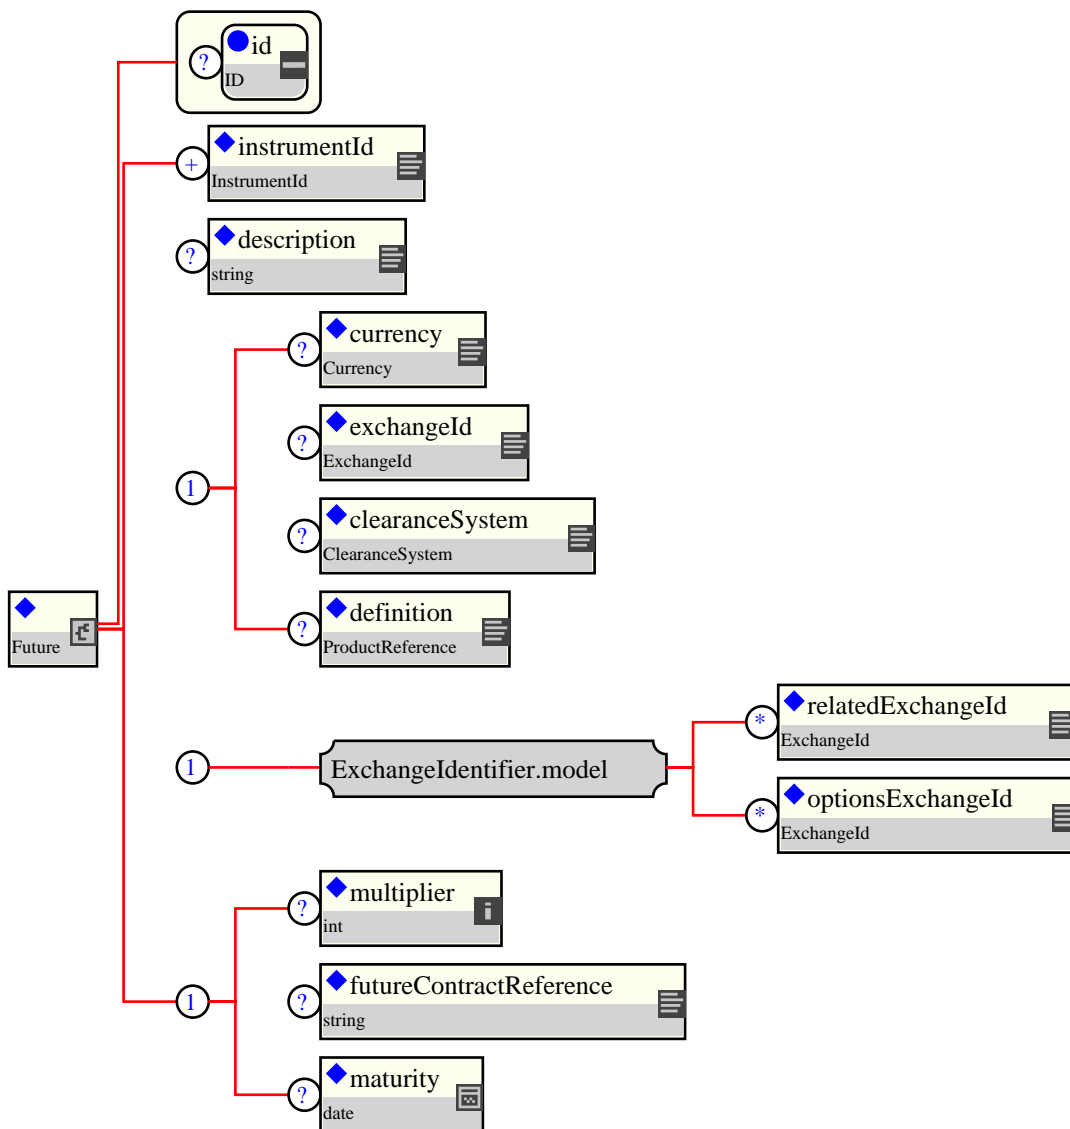 ?
id
ID
+
instrumentId
InstrumentId
?
description
string
?
currency
Currency
?
exchangeId
ExchangeId
1
?
clearanceSystem
ClearanceSystem
Future
?
definition
ProductReference
*
relatedExchangeId
ExchangeId
1
ExchangeIdentifier.model
*
optionsExchangeId
ExchangeId
?
multiplier
int
1
?
futureContractReference
string
?
maturity
date